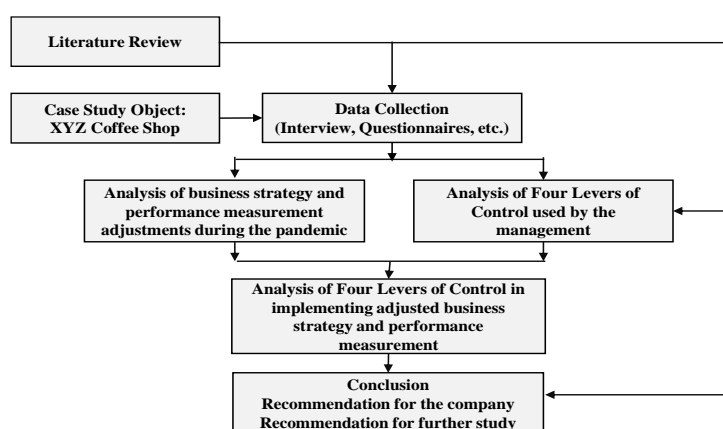 Literature Review
Case Study Object:
XYZ Coffee Shop
Data Collection
(Interview, Questionnaires, etc.)
Analysis of business strategy and
performance measurement
adjustments during the pandemic
Analysis of Four Levers of
Control used by the
management
Analysis of Four Levers of Control in
implementing adjusted business
strategy and performance
measurement
Conclusion
Recommendation for the company
Recommendation for further study